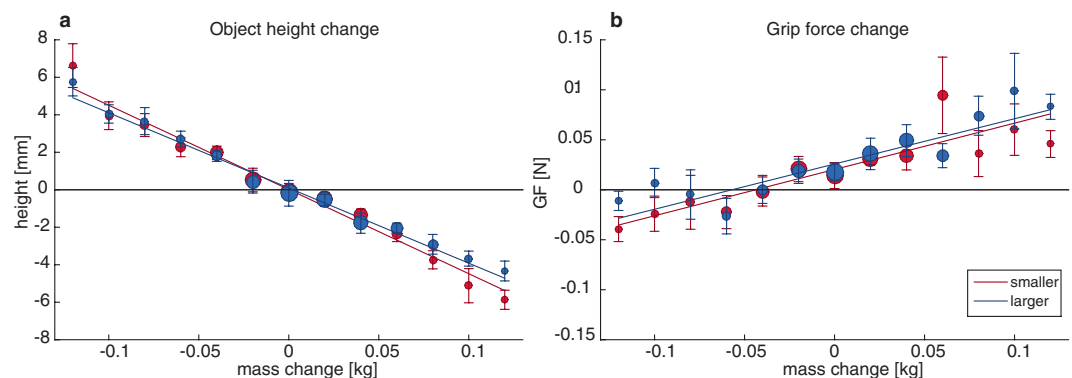 a
Object height change
8
6
4
2
0
-2
-4
-6
-8
height [mm]
-0.1
-0.05
0
0.05
0.1
mass change [kg]
b
Grip force change
0.15
0.1
0.05
0
-0.05
-0.1
-0.15
GF [N]
-0.1
-0.05
0
0.05
0.1
mass change [kg]
smaller
larger